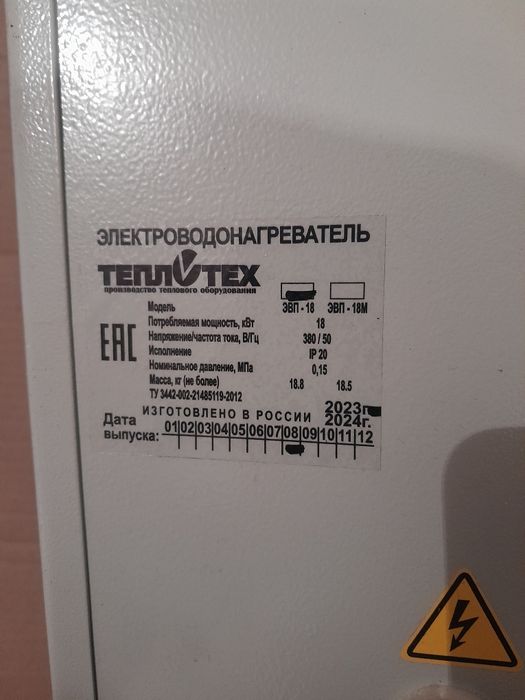 ЭЛЕКТРОВОДОНАГРЕВАТЕЛЬ
ТЕПЛОТЕХ
производство теплового оборудования
Модель ЭВП - 18 ЭВП - 18М
Потребляемая мощность, кВт 18
Напряжение/частота тока, В/Гц 380 / 50
Исполнение IP 20
Номинальное давление, МПа 0,15
Масса, кг (не более) 18.8 18.5
ТУ 3442-002-21485119-2012
EAC
ИЗГОТОВЛЕНО В РОССИИ 2023г.
2024г.
Дата выпуска: 01 02 03 04 05 06 07 08 09 10 11 12